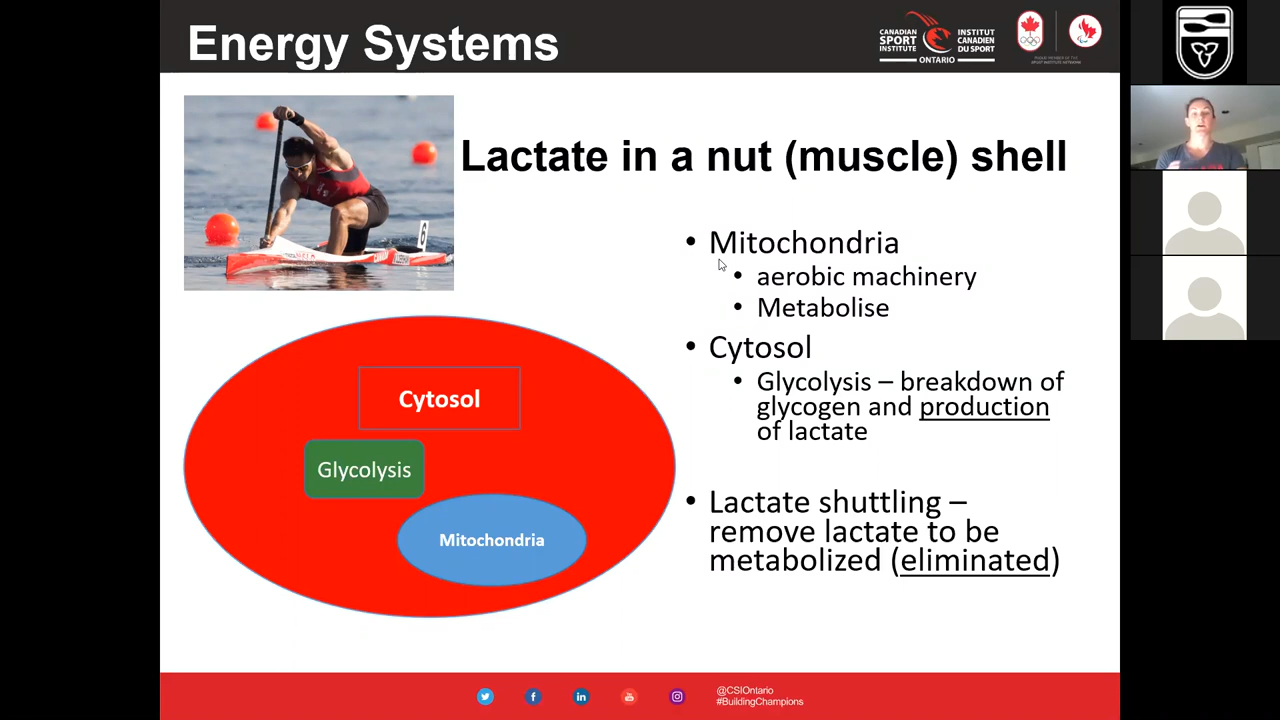 Energy Systems
CANADIAN
SPORT
INSTITUTE
INSTITUT
CANADIEN
DU SPORT
ONTARIO
Lactate in a nut (muscle) shell
6
• Mitochondria
• aerobic machinery
• Metabolise
• Cytosol
• Glycolysis – breakdown of
glycogen and production
of lactate
• Lactate shuttling –
remove lactate to be
metabolized (eliminated)
Cytosol
Glycolysis
Mitochondria
@CSIOntario
#BuildingChampions